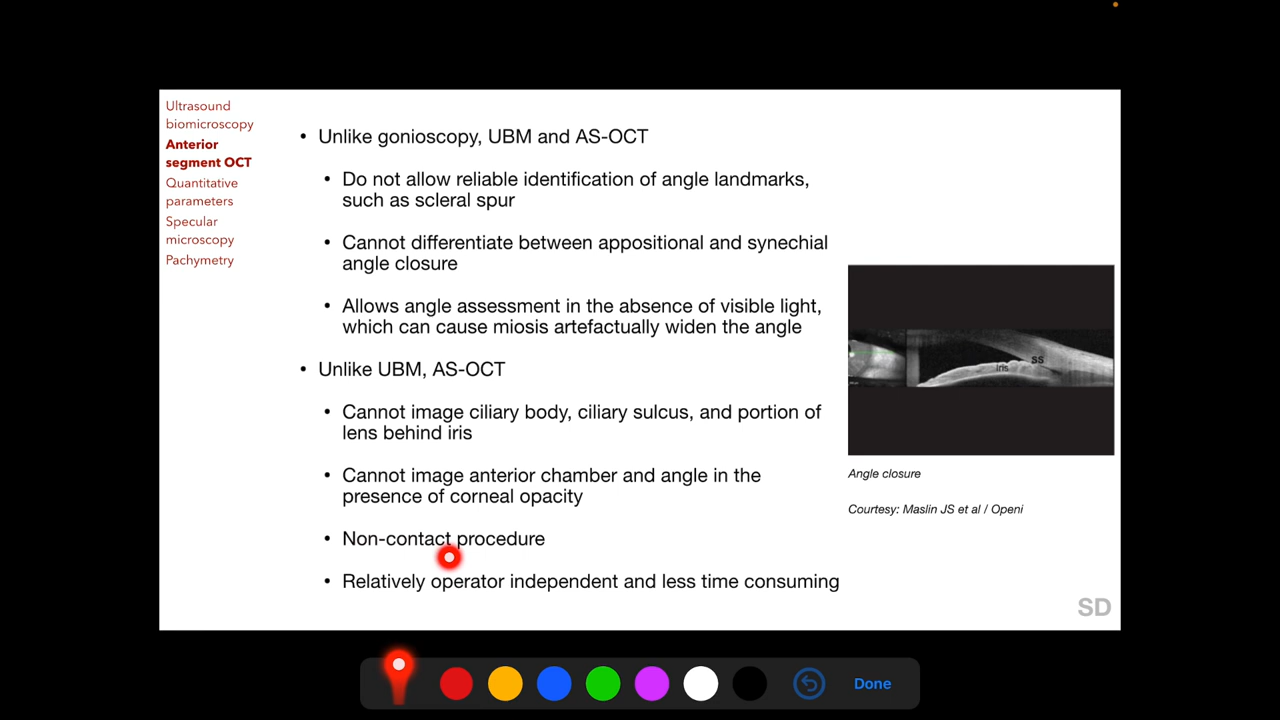 Ultrasound
biomicroscopy
Anterior
segment OCT
Quantitative
parameters
Specular
microscopy
Pachymetry
• Unlike gonioscopy, UBM and AS-OCT
• Do not allow reliable identification of angle landmarks,
such as scleral spur
• Cannot differentiate between appositional and synechial
angle closure
• Allows angle assessment in the absence of visible light,
which can cause miosis artefactually widen the angle
• Unlike UBM, AS-OCT
• Cannot image ciliary body, ciliary sulcus, and portion of
lens behind iris
• Cannot image anterior chamber and angle in the
presence of corneal opacity
• Non-contact procedure
• Relatively operator independent and less time consuming
SS
Iris
Angle closure
Courtesy: Maslin JS et al / Openi
SD
Done